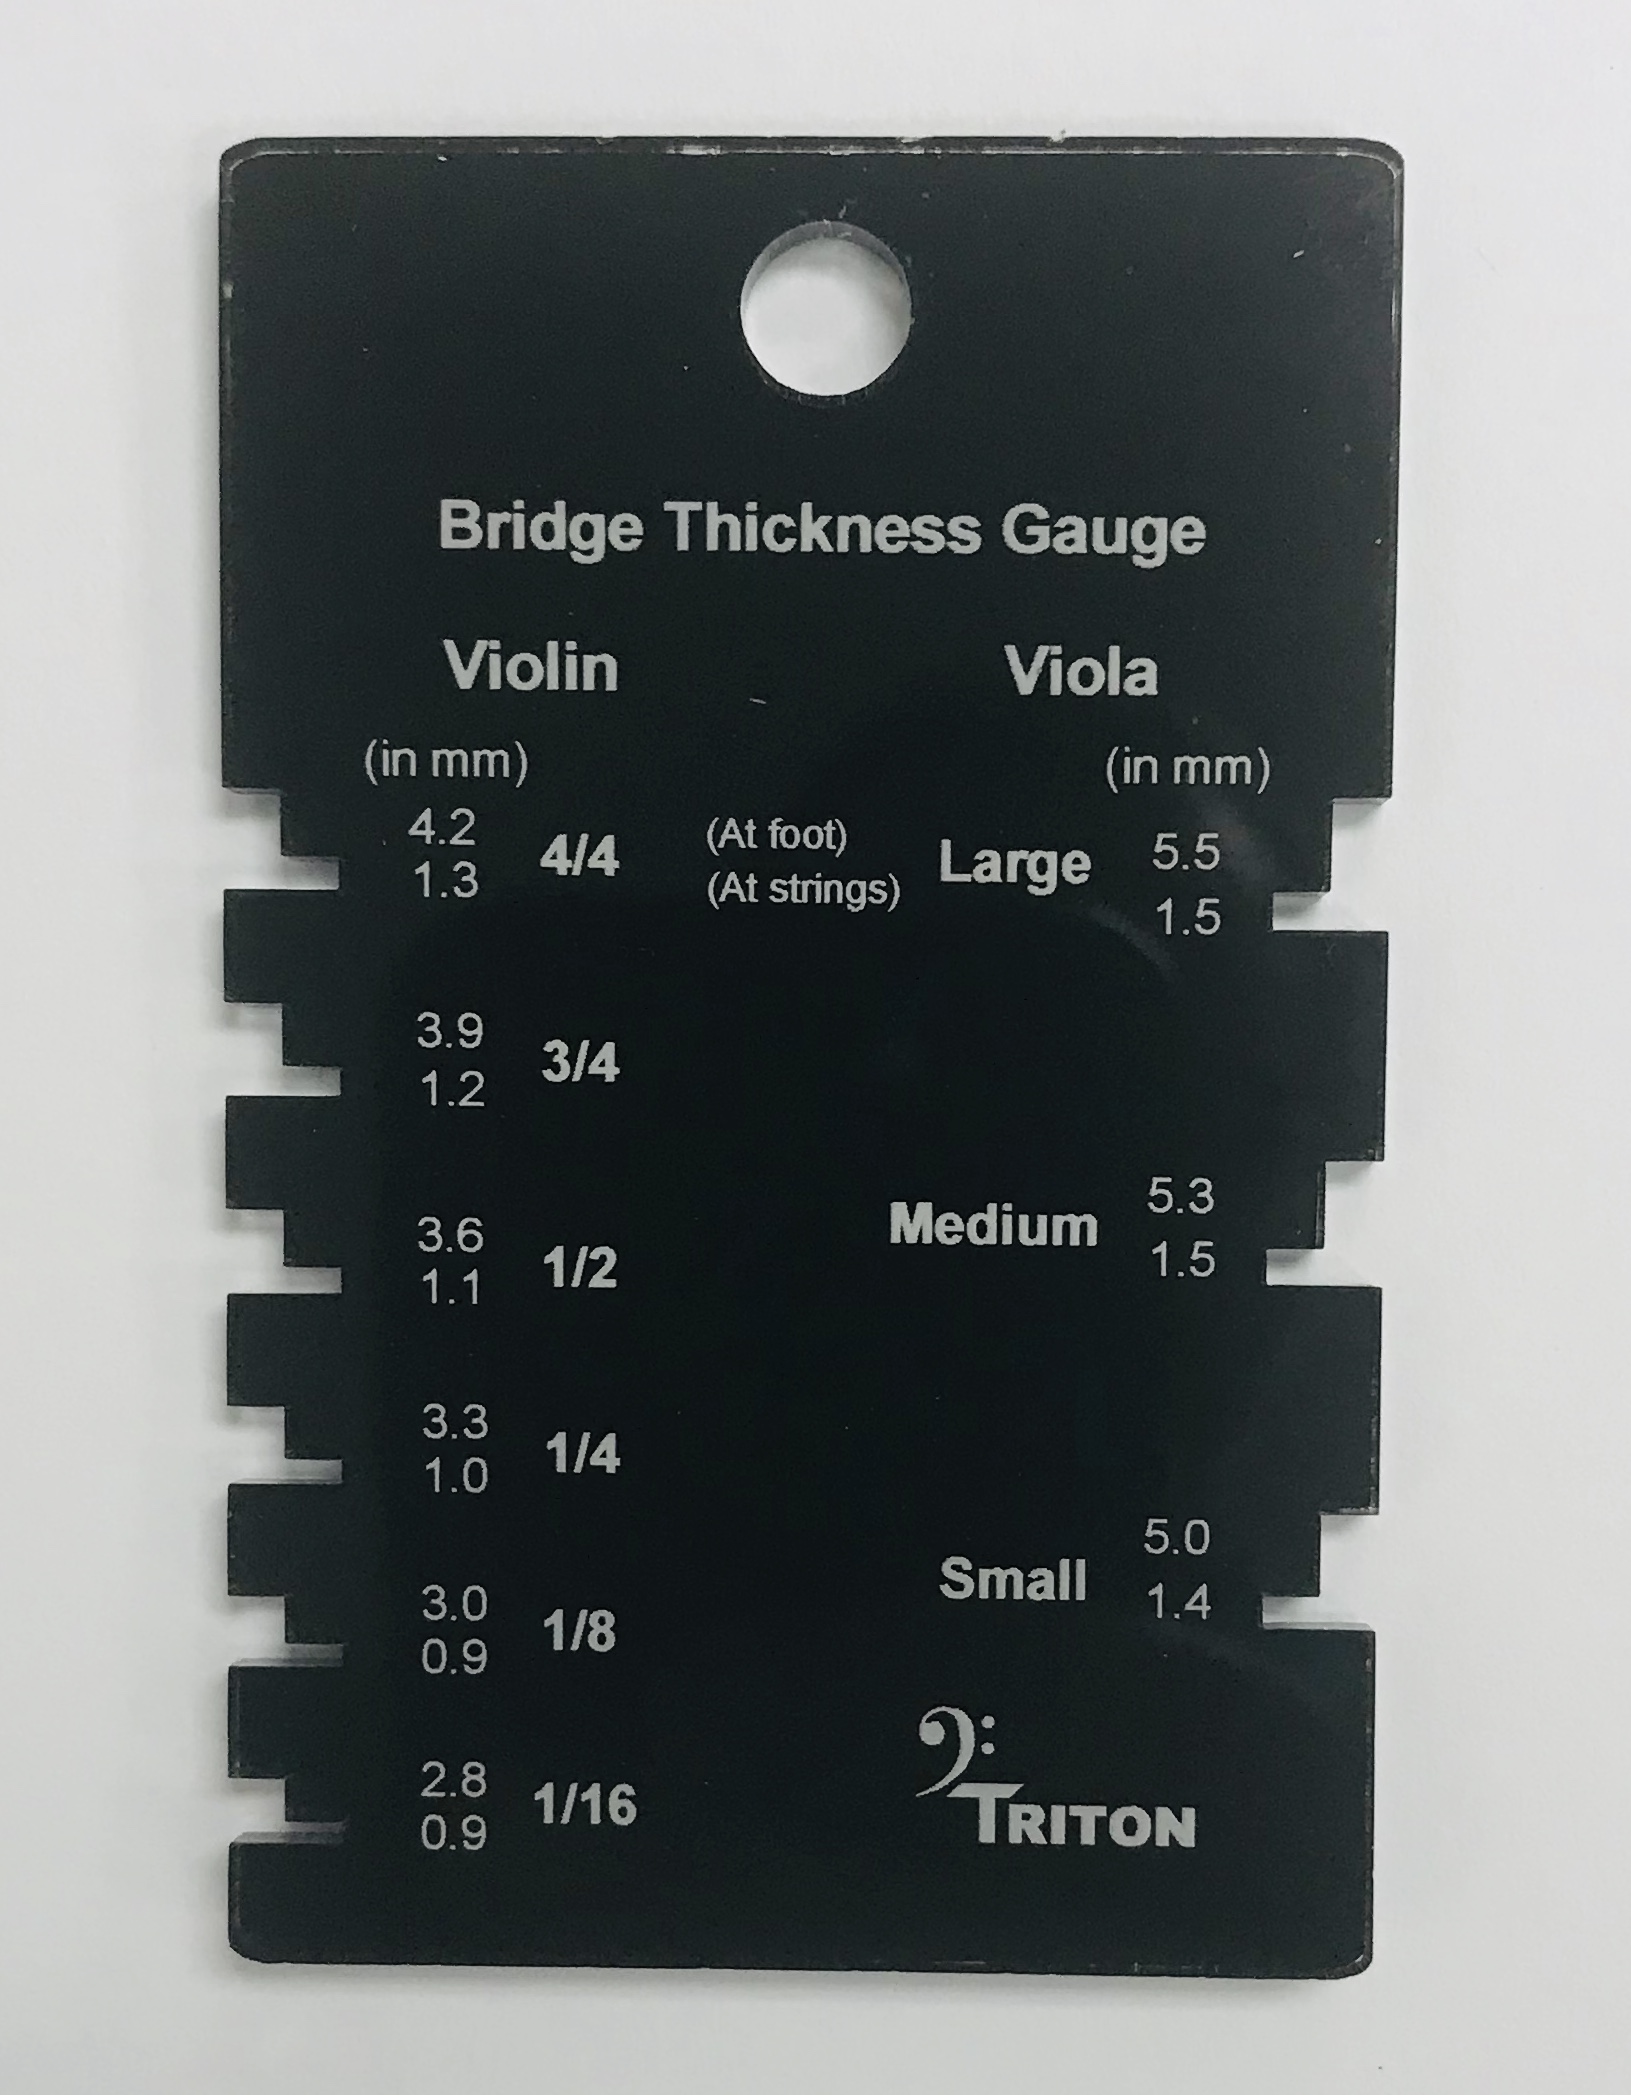 Bridge Thickness Gauge
Violin Viola
(in mm) (in mm)
4.2 4/4 (At foot) Large 5.5
1.3 (At strings) 1.5
3.9 3/4
1.2
3.6 1/2 Medium 5.3
1.1 1.5
3.3 1/4
1.0
3.0 1/8 Small 5.0
0.9 1.4
2.8 1/16
0.9
TRITON